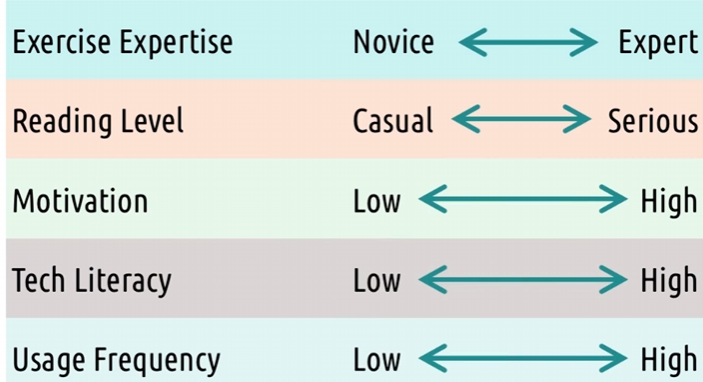 Exercise Expertise Novice Expert
Reading Level Casual Serious
Motivation Low High
Tech Literacy Low High
Usage Frequency Low High